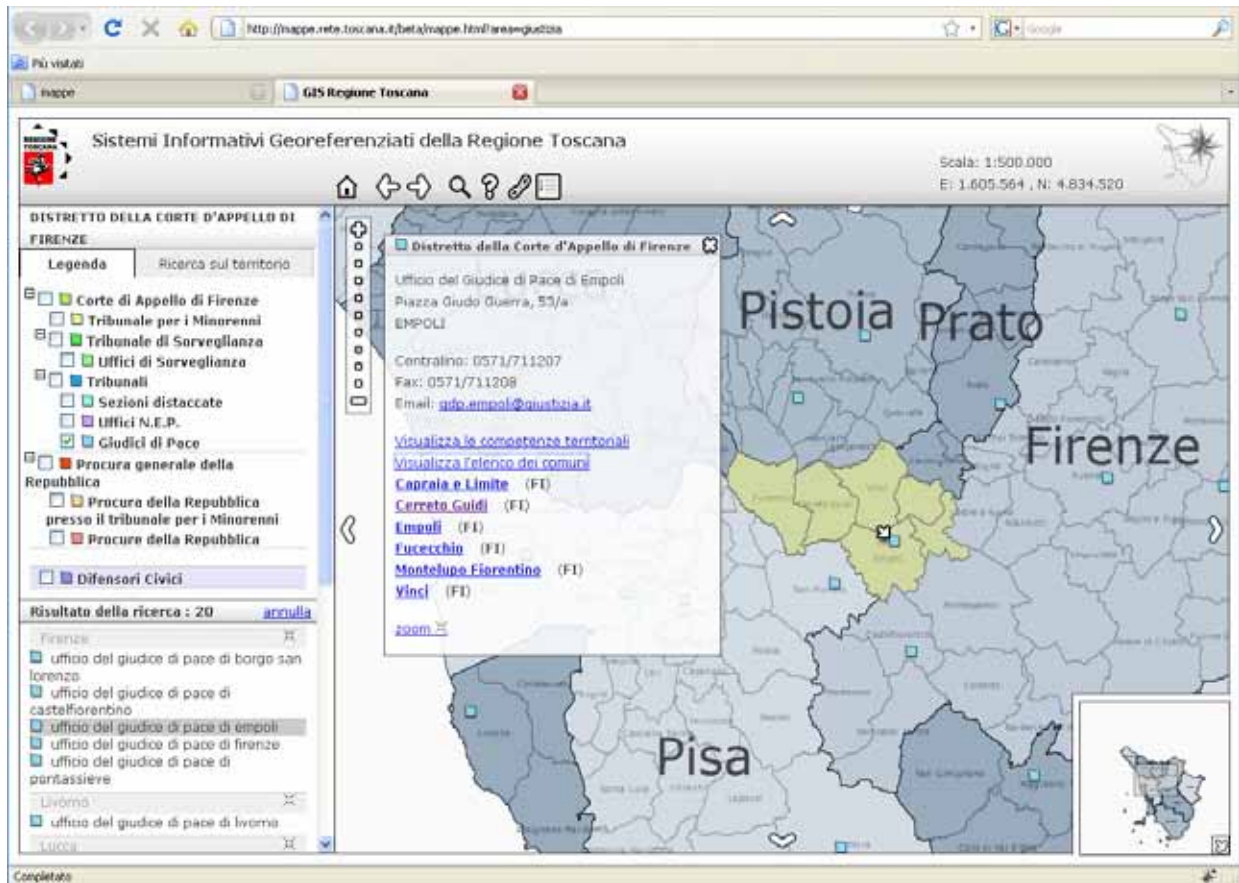 http://mappe.rete.toscana.it/beta/mappe.html?area=giustizia
Google
Più visitati
mappe
GIS Regione Toscana
REGIONE
TOSCANA
Sistemi Informativi Georeferenziati della Regione Toscana
Scala: 1:500.000
E: 1.605.564 , N: 4.834.520
DISTRETTO DELLA CORTE D'APPELLO DI
FIRENZE
Legenda
Ricerca sul territorio
Corte di Appello di Firenze
Tribunale per i Minorenni
Tribunale di Sorveglianza
Uffici di Sorveglianza
Tribunali
Sezioni distaccate
Uffici N.E.P.
Giudici di Pace
Procura generale della
Repubblica
Procura della Repubblica
presso il tribunale per i Minorenni
Procure della Repubblica
Difensori Civici
Risultato della ricerca : 20
annulla
Firenze
ufficio del giudice di pace di borgo san
lorenzo
ufficio del giudice di pace di
castelfiorentino
ufficio del giudice di pace di empoli
ufficio del giudice di pace di firenze
ufficio del giudice di pace di
pontassieve
Livorno
ufficio del giudice di pace di livorno
Lucca
Distretto della Corte d'Appello di Firenze
Ufficio del Giudice di Pace di Empoli
Piazza Giudo Guerra, 53/a
EMPOLI
Centralino: 0571/711207
Fax: 0571/711208
Email: gdp.empoli@giustizia.it
Visualizza le competenze territoriali
Visualizza l'elenco dei comuni
Capraia e Limite (FI)
Cerreto Guidi (FI)
Empoli (FI)
Fucecchio (FI)
Montelupo Fiorentino (FI)
Vinci (FI)
zoom
Pistoia
Prato
Firenze
Pisa
Completato